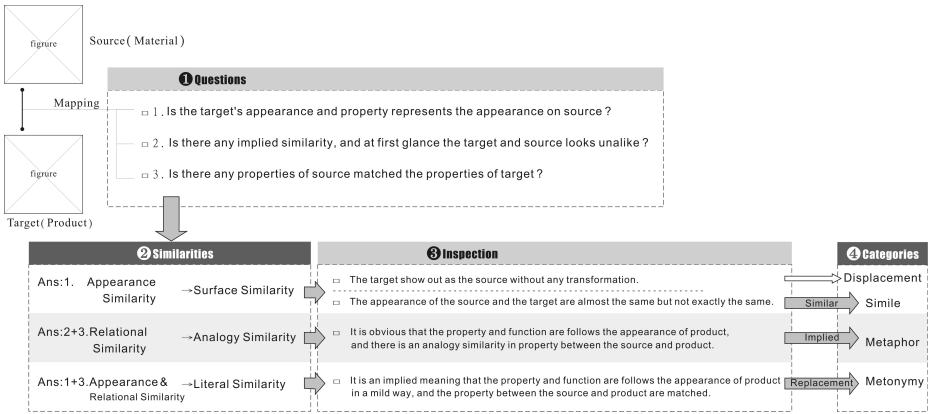 figrure
Source(Material)
❶Questions
Mapping
□ 1. Is the target's appearance and property represents the appearance on source?
□ 2. Is there any implied similarity, and at first glance the target and source looks unalike?
□ 3. Is there any properties of source matched the properties of target?
figrure
Target(Product)
❷Similarities
❸Inspection
❹Categories
Ans:1. Appearance
Similarity
→Surface Similarity
□ The target show out as the source without any transformation.
Displacement
□ The appearance of the source and the target are almost the same but not exactly the same.
Similar
Simile
Ans:2+3.Relational
Similarity
→Analogy Similarity
□ It is obvious that the property and function are follows the appearance of product,
and there is an analogy similarity in property between the source and product.
Implied
Metaphor
Ans:1+3.Appearance&
Relational Similarity
→Literal Similarity
□ It is an implied meaning that the property and function are follows the appearance of product
in a mild way, and the property between the source and product are matched.
Replacement
Metonymy